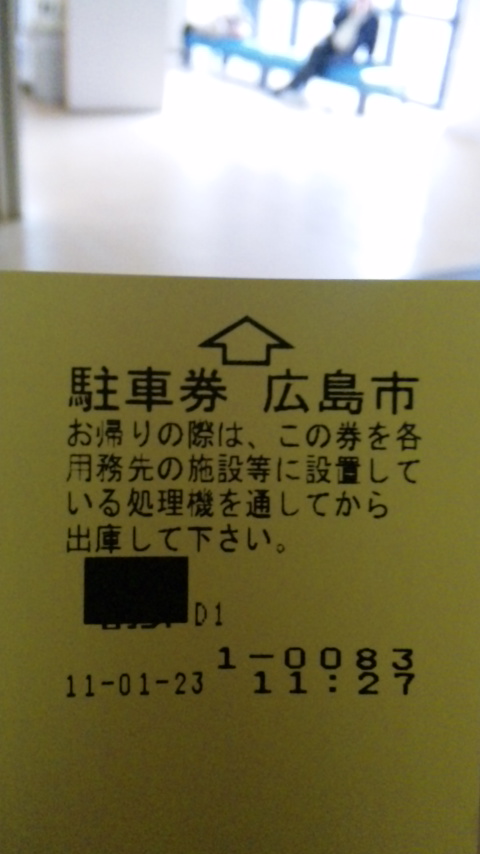 駐車券 広島市
お帰りの際は、この券を各
用務先の施設等に設置して
いる処理機を通してから
出庫して下さい。
D1
1-0083
11-01-23 11:27